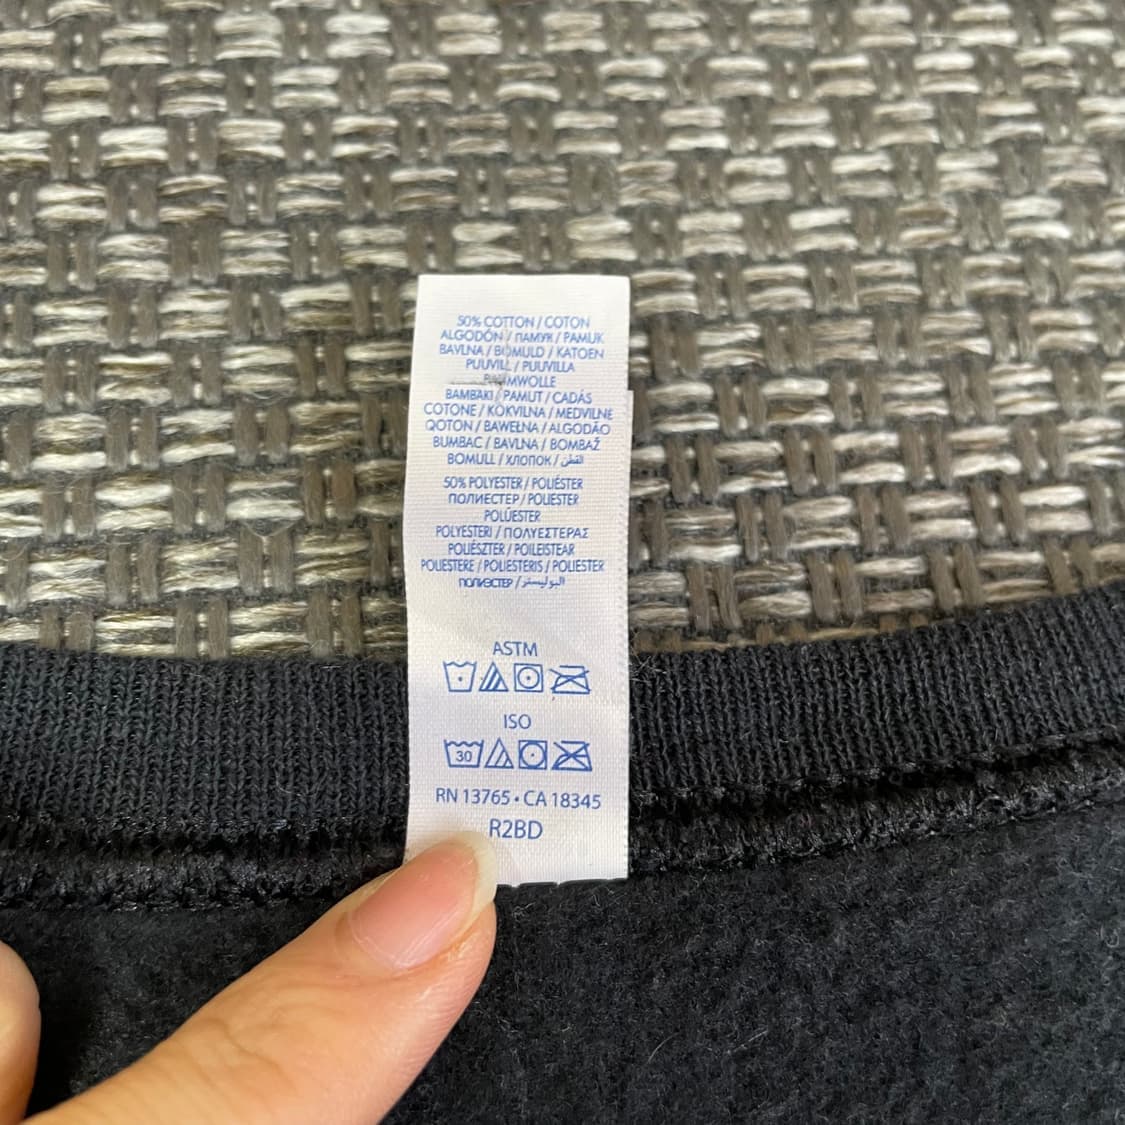 50% COTTON / COTON
ALGODÓN / ПАМУК / PAMUK
BAVLNA / BOMULD / KATOEN
PUUVILL / PUUVILLA
BAUMWOLLE
BAMBAKI / PAMUT / CADÁS
COTONE / KOKVILNA / MEDVILNE
QOTON / BAWEŁNA / ALGODÃO
BUMBAC / BAVLNA / BOMBAŽ
BOMULL / ХЛОПОК / القطن
50% POLYESTER / POLIÉSTER
ПОЛИЕСТЕР / POLIESTER
POLÜESTER
POLYESTERI / ΠΟΛΥΕΣΤΕΡΑΣ
POLIÉSZTER / POILEISTEAR
POLIESTERE / POLIESTERIS / POLIESTER
ПОЛИЭСТЕР / البوليستر
ASTM
ISO
30
RN 13765 • CA 18345
R2BD